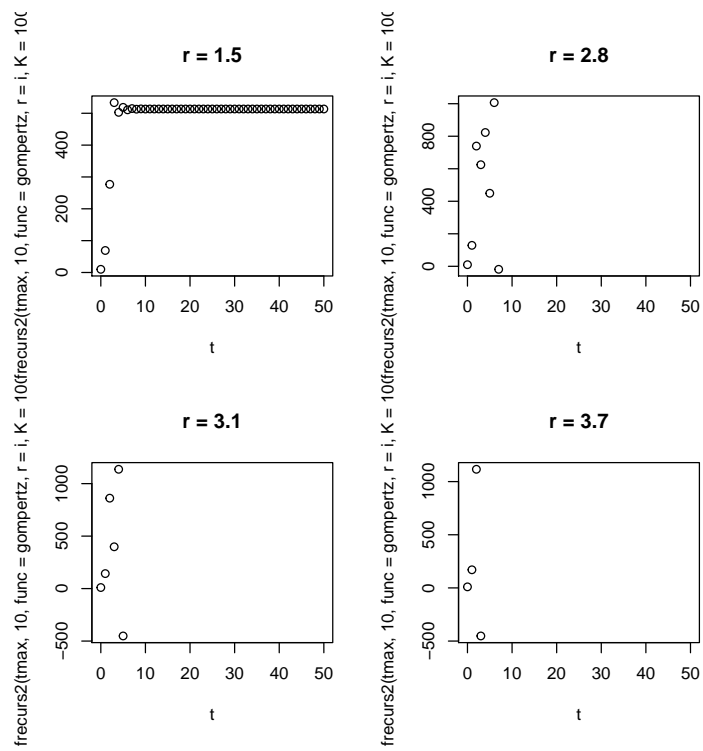 r = 1.5
frecurs2(tmax, 10, func = gompertz, r = i, K = 10
0 200 400
0 10 20 30 40 50
t
r = 2.8
frecurs2(tmax, 10, func = gompertz, r = i, K = 10
0 400 800
0 10 20 30 40 50
t
r = 3.1
frecurs2(tmax, 10, func = gompertz, r = i, K = 10
−500 0 500 1000
0 10 20 30 40 50
t
r = 3.7
frecurs2(tmax, 10, func = gompertz, r = i, K = 10
−500 0 500 1000
0 10 20 30 40 50
t